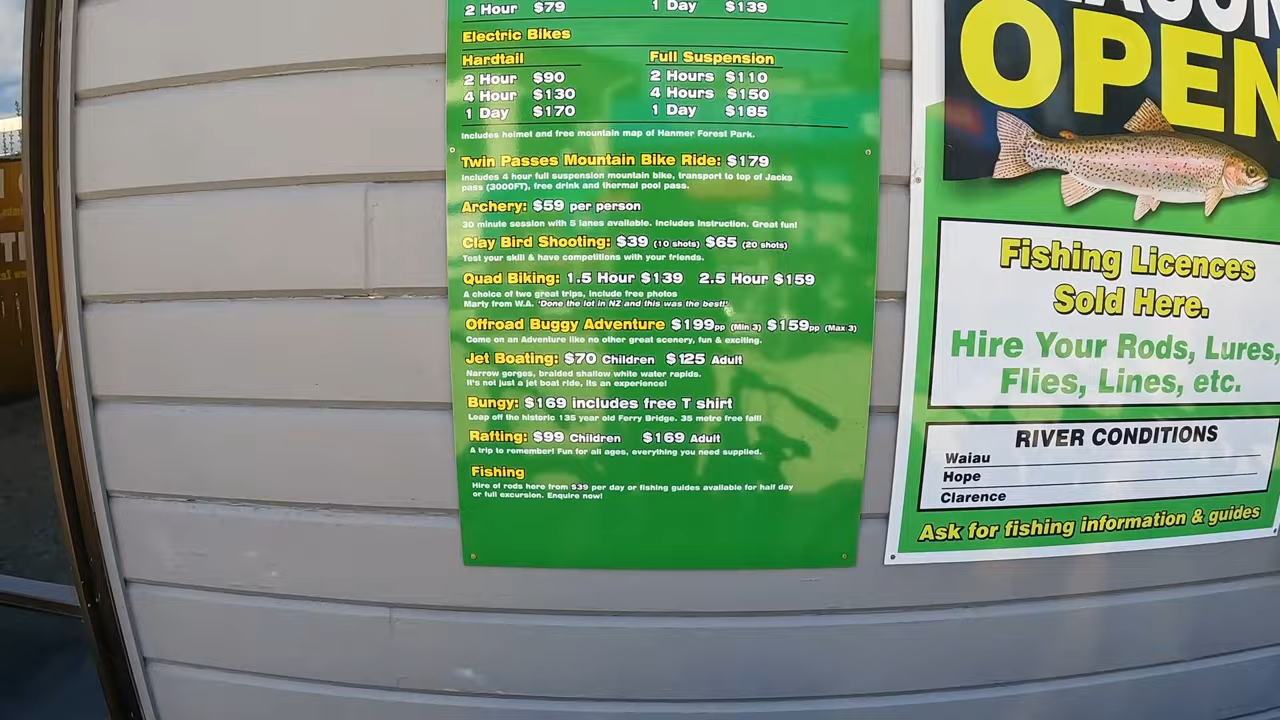 2 Hour $79 1 Day $139
Electric Bikes
Hardtail Full Suspension
2 Hour $90 2 Hours $110
4 Hour $130 4 Hours $150
1 Day $170 1 Day $185
Includes helmet and free mountain map of Hanmer Forest Park.
Twin Passes Mountain Bike Ride: $179
Includes 4 hour full suspension mountain bike, transport to top of Jacks
pass (3000FT), free drink and thermal pool pass.
Archery: $59 per person
30 minute session with 5 lanes available. Includes Instruction. Great fun!
Clay Bird Shooting: $39 (10 shots) $65 (20 shots)
Test your skill & have competitions with your friends.
Quad Biking: 1.5 Hour $139 2.5 Hour $159
A choice of two great trips, include free photos
Marty from W.A. 'Done the lot in NZ and this was the best!'
Offroad Buggy Adventure $199pp (Min 3) $159pp (Max 3)
Come on an Adventure like no other great scenery, fun & exciting.
Jet Boating: $70 Children $125 Adult
Narrow gorges, braided shallow white water rapids.
It's not just a jet boat ride, its an experience!
Bungy: $169 includes free T shirt
Leap off the historic 135 year old Ferry Bridge. 35 metre free fall!
Rafting: $99 Children $169 Adult
A trip to remember! Fun for all ages, everything you need supplied.
Fishing
Hire of rods here from $39 per day or fishing guides available for half day
or full excursion. Enquire now!
OPEN
Fishing Licences
Sold Here.
Hire Your Rods, Lures,
Flies, Lines, etc.
RIVER CONDITIONS
Waiau
Hope
Clarence
Ask for fishing information & guides